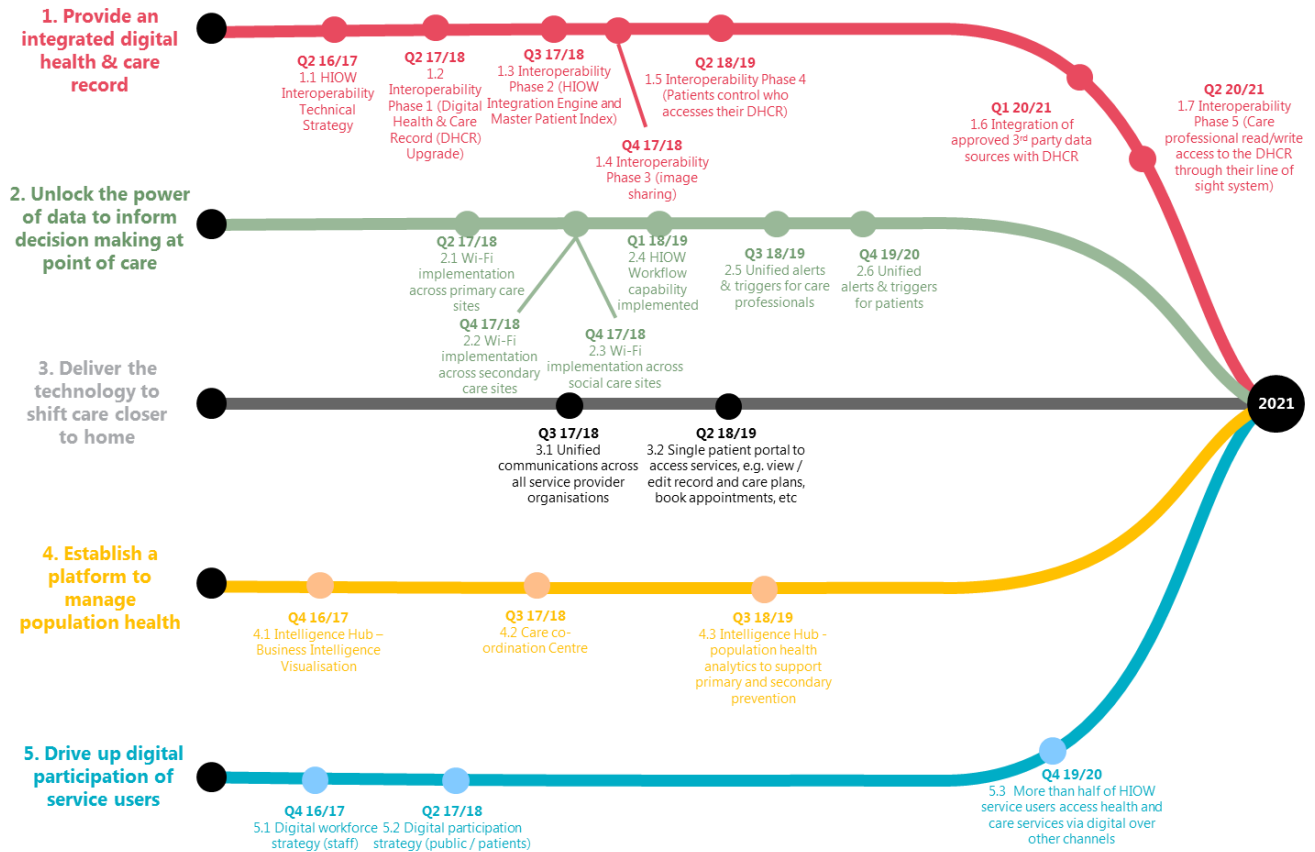 1. Provide an
integrated digital
health & care
record
Q2 16/17
1.1 HIOW
Interoperability
Technical
Strategy
Q2 17/18
1.2
Interoperability
Phase 1 (Digital
Health & Care
Record (DHCR)
Upgrade)
Q3 17/18
1.3 Interoperability
Phase 2 (HIOW
Integration Engine and
Master Patient Index)
Q4 17/18
1.4 Interoperability
Phase 3 (image
sharing)
Q2 18/19
1.5 Interoperability Phase 4
(Patients control who
accesses their DHCR)
Q1 20/21
1.6 Integration of
approved 3rd party data
sources with DHCR
Q2 20/21
1.7 Interoperability
Phase 5 (Care
professional read/write
access to the DHCR
through their line of
sight system)
2. Unlock the power
of data to inform
decision making at
point of care
Q2 17/18
2.1 Wi-Fi
implementation
across primary care
sites
Q4 17/18
2.2 Wi-Fi
implementation
across secondary
care sites
Q4 17/18
2.3 Wi-Fi
implementation across
social care sites
Q1 18/19
2.4 HIOW
Workflow
capability
implemented
Q3 18/19
2.5 Unified alerts
& triggers for care
professionals
Q4 19/20
2.6 Unified
alerts & triggers
for patients
3. Deliver the
technology to
shift care closer
to home
Q3 17/18
3.1 Unified
communications across
all service provider
organisations
Q2 18/19
3.2 Single patient portal to
access services, e.g. view /
edit record and care plans,
book appointments, etc
2021
4. Establish a
platform to
manage
population health
Q4 16/17
4.1 Intelligence Hub –
Business Intelligence
Visualisation
Q3 17/18
4.2 Care co-
ordination Centre
Q3 18/19
4.3 Intelligence Hub -
population health
analytics to support
primary and secondary
prevention
5. Drive up digital
participation of
service users
Q4 16/17
5.1 Digital workforce
strategy (staff)
Q2 17/18
5.2 Digital participation
strategy (public / patients)
Q4 19/20
5.3 More than half of HIOW
service users access health and
care services via digital over
other channels